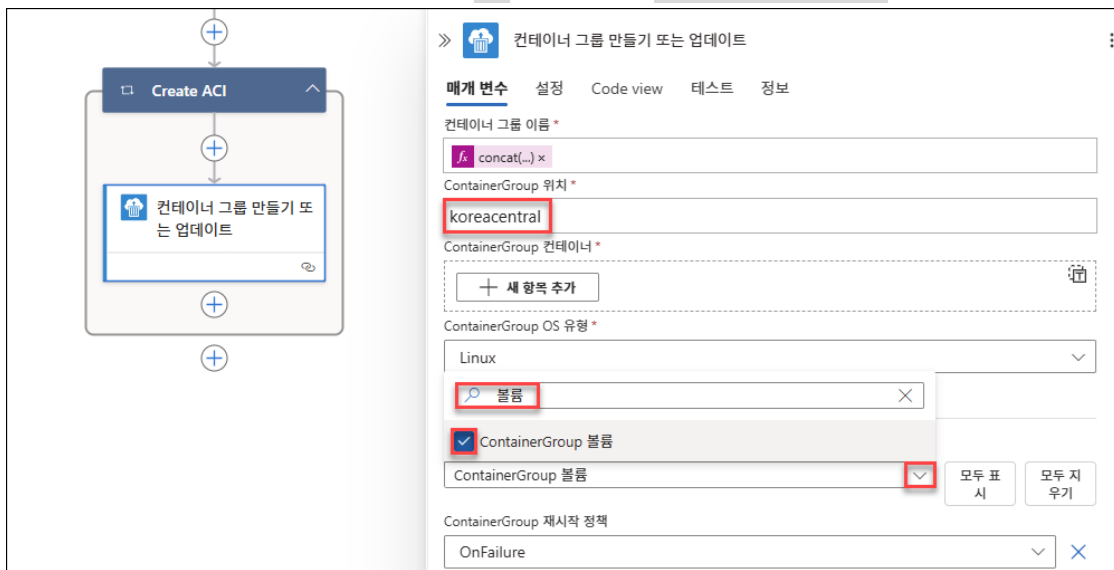 Create ACI
컨테이너 그룹 만들기 또
는 업데이트
컨테이너 그룹 만들기 또는 업데이트
매개 변수 설정 Code view 테스트 정보
컨테이너 그룹 이름 *
fx concat(...) ×
ContainerGroup 위치 *
koreacentral
ContainerGroup 컨테이너 *
새 항목 추가
ContainerGroup OS 유형 *
Linux
볼륨
ContainerGroup 볼륨
ContainerGroup 볼륨
모두 표
시
모두 지
우기
ContainerGroup 재시작 정책
OnFailure